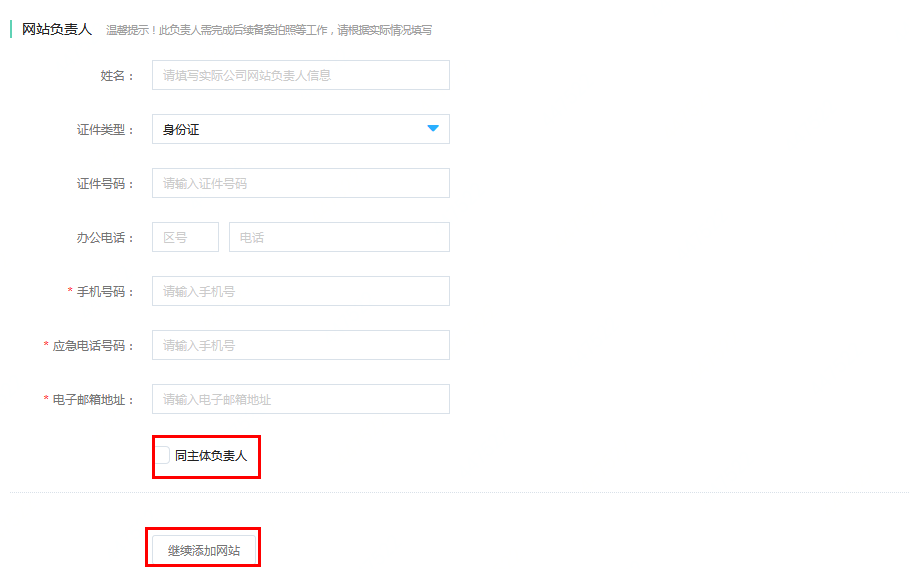 网站负责人 温馨提示！此负责人需完成后续备案拍照等工作，请根据实际情况填写
姓名： 请填写实际公司网站负责人信息
证件类型： 身份证
证件号码： 请输入证件号码
办公电话： 区号 电话
* 手机号码： 请输入手机号
* 应急电话号码： 请输入手机号
* 电子邮箱地址： 请输入电子邮箱地址
同主体负责人
继续添加网站